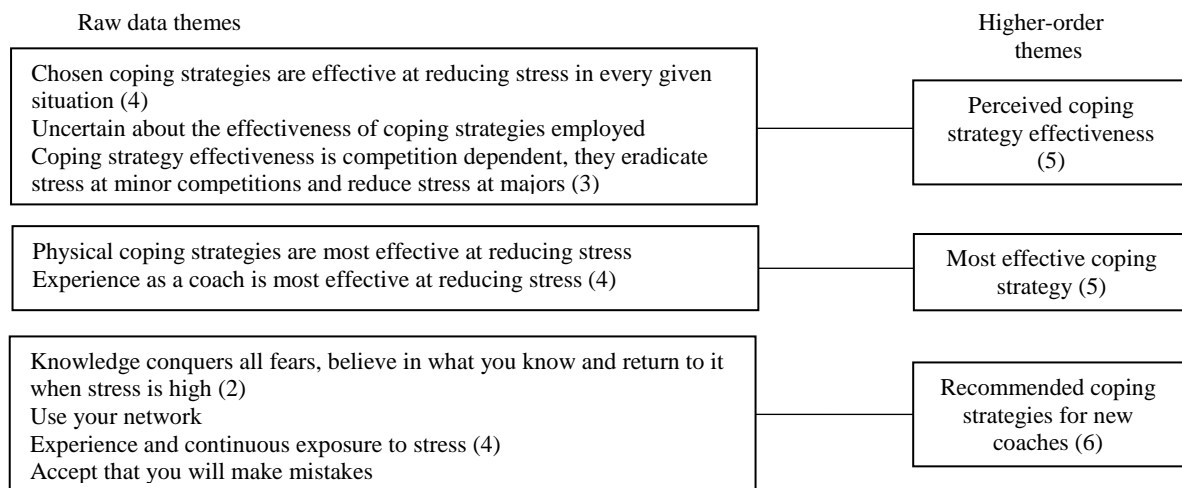 Raw data themes
Higher-order
themes
Chosen coping strategies are effective at reducing stress in every given
situation (4)
Uncertain about the effectiveness of coping strategies employed
Coping strategy effectiveness is competition dependent, they eradicate
stress at minor competitions and reduce stress at majors (3)
Perceived coping
strategy effectiveness
(5)
Physical coping strategies are most effective at reducing stress
Experience as a coach is most effective at reducing stress (4)
Most effective coping
strategy (5)
Knowledge conquers all fears, believe in what you know and return to it
when stress is high (2)
Use your network
Experience and continuous exposure to stress (4)
Accept that you will make mistakes
Recommended coping
strategies for new
coaches (6)